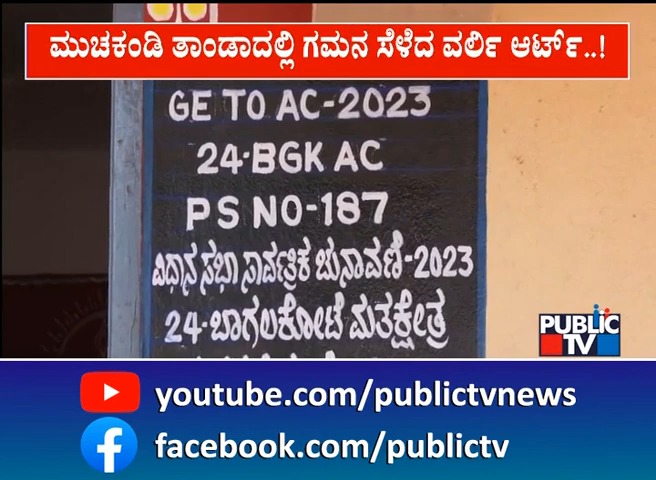 ಮುಚಕಂಡಿ ತಾಂಡಾದಲ್ಲಿ ಗಮನ ಸೆಳೆದ ವರ್ಲಿ ಆರ್ಟ್..!
GE TO AC-2023
24-BGK AC
PS NO-187
ವಿಧಾನ ಸಭಾ ಸಾರ್ವತ್ರಿಕ ಚುನಾವಣೆ-2023
24-ಬಾಗಲಕೋಟೆ ಮತಕ್ಷೇತ್ರ
PUBLIC
TV
youtube.com/publictvnews
facebook.com/publictv